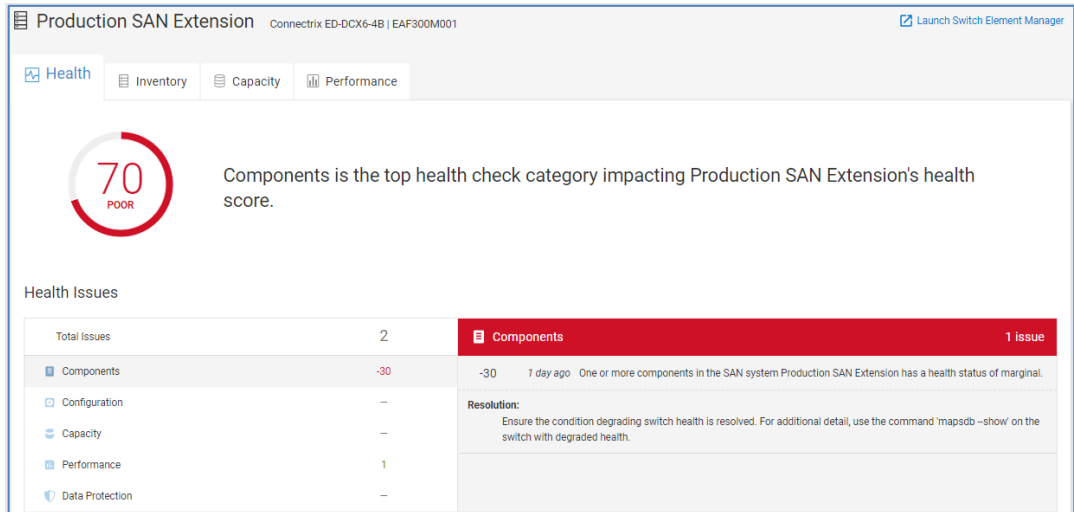 Production SAN Extension Connectrix ED-DCX6-4B | EAF300M001
Launch Switch Element Manager
Health Inventory Capacity Performance
70
POOR
Components is the top health check category impacting Production SAN Extension's health
score.
Health Issues
Total Issues 2
Components -30
Configuration –
Capacity –
Performance 1
Data Protection –
Components 1 issue
-30 1 day ago One or more components in the SAN system Production SAN Extension has a health status of marginal.
Resolution:
Ensure the condition degrading switch health is resolved. For additional detail, use the command 'mapsdb --show' on the
switch with degraded health.